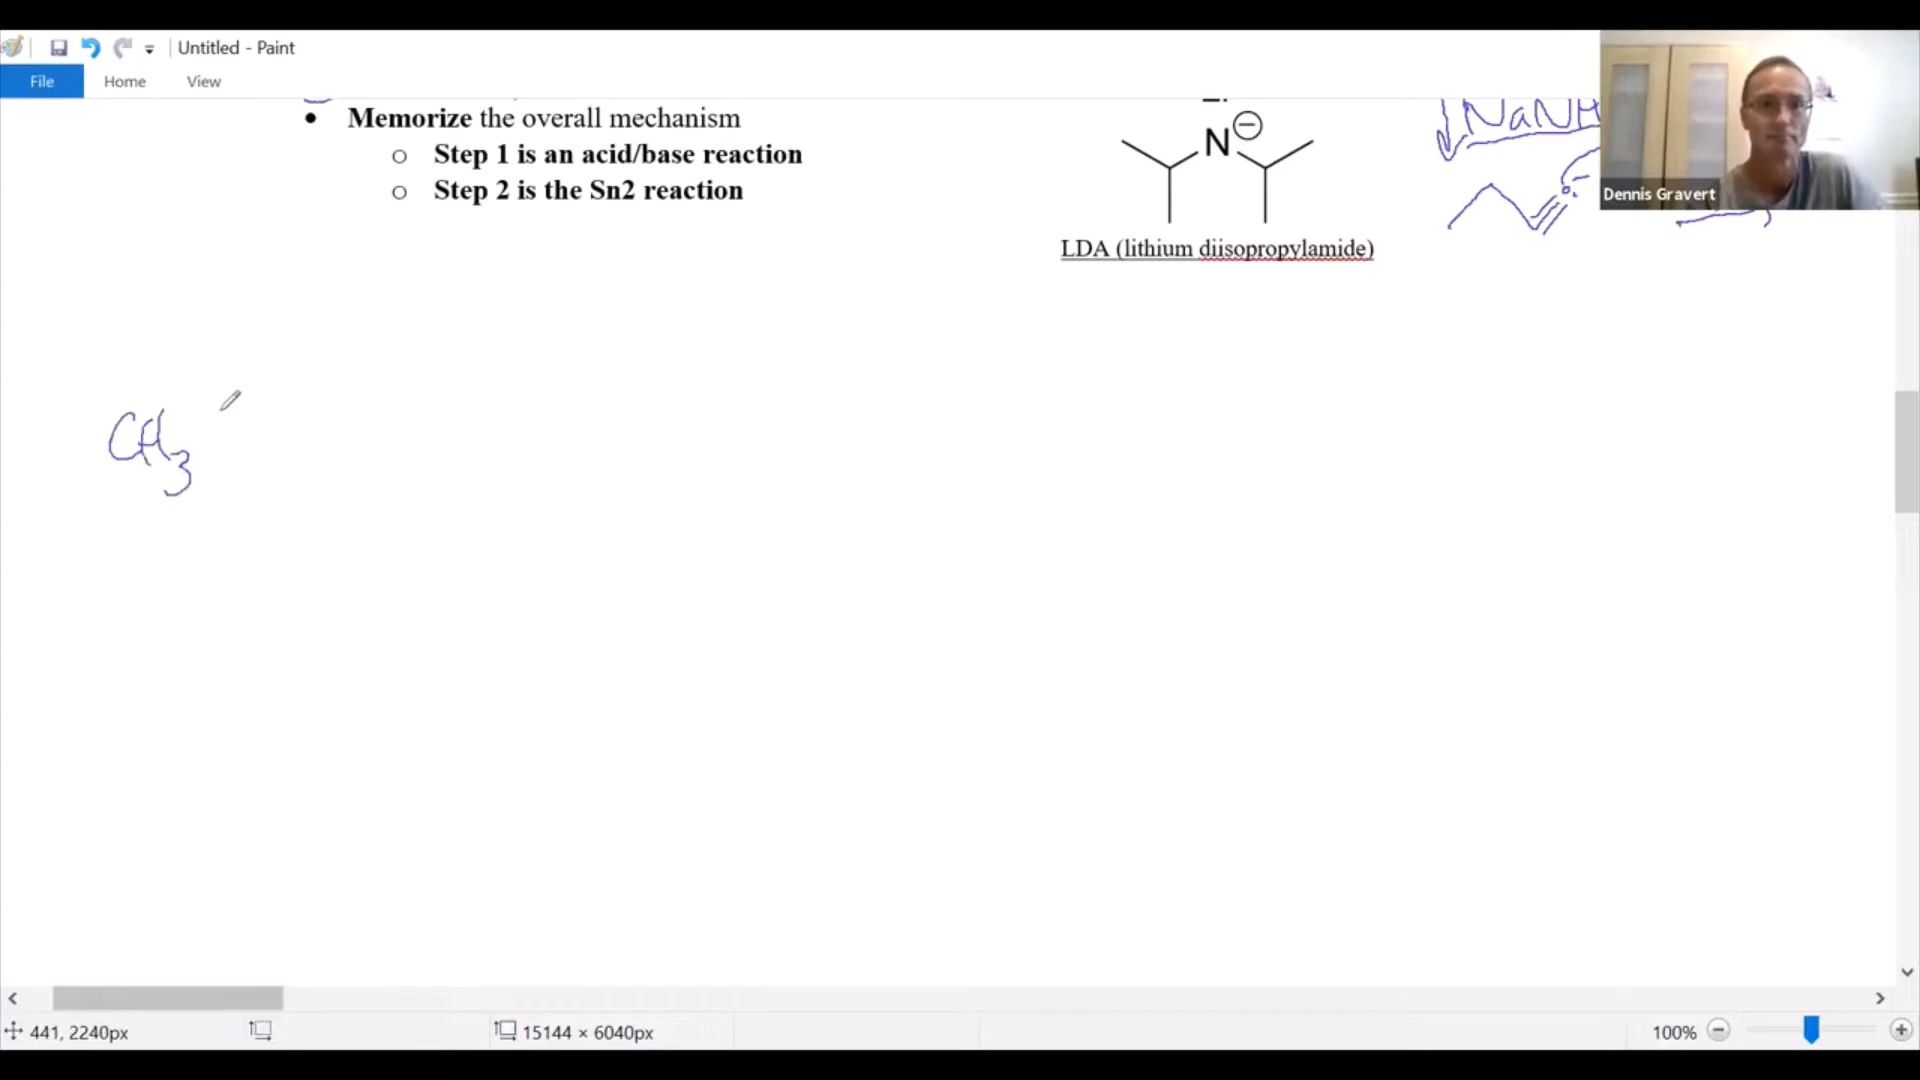 Untitled - Paint
File Home View
• Memorize the overall mechanism
o Step 1 is an acid/base reaction
o Step 2 is the Sn2 reaction
N
LDA (lithium diisopropylamide)
NaNH
Dennis Gravert
CH3
441, 2240px
15144 × 6040px
100%